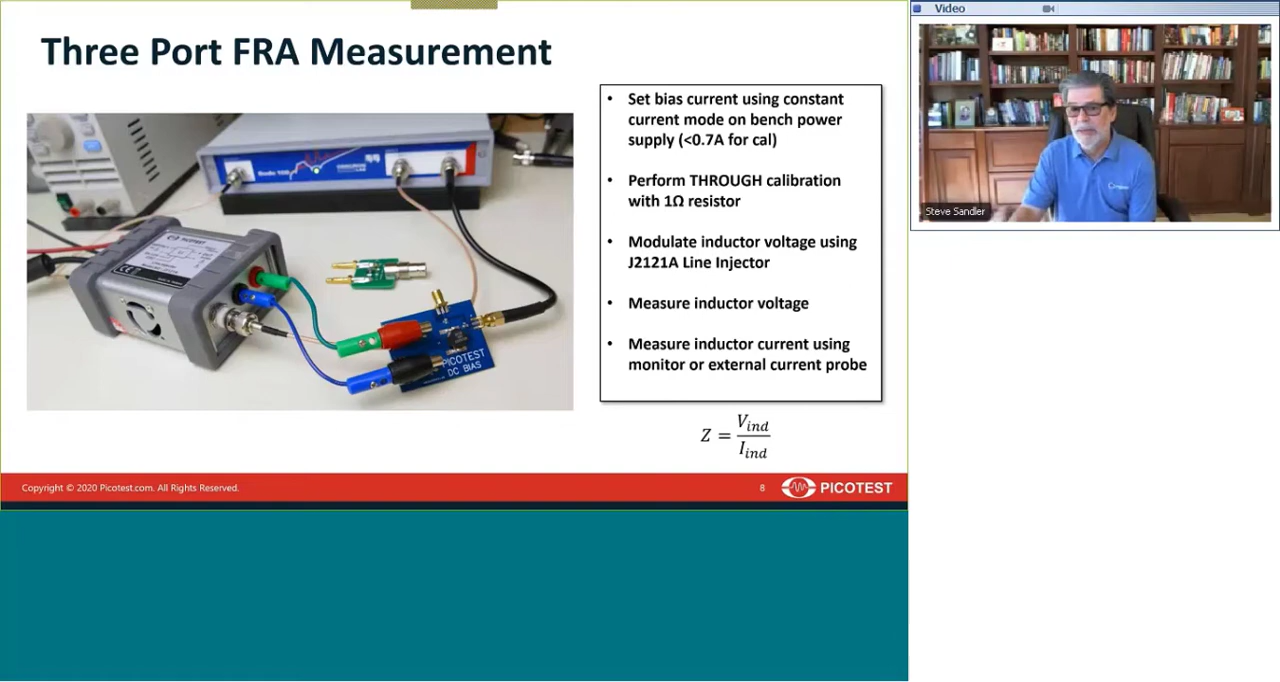 Video
Three Port FRA Measurement
• Set bias current using constant
current mode on bench power
supply (<0.7A for cal)
• Perform THROUGH calibration
with 1Ω resistor
• Modulate inductor voltage using
J2121A Line Injector
• Measure inductor voltage
• Measure inductor current using
monitor or external current probe
Z = V_ind / I_ind
PICOTEST
PICOTEST
DC BIAS
Steve Sandler
Copyright © 2020 Picotest.com. All Rights Reserved.
8
PICOTEST